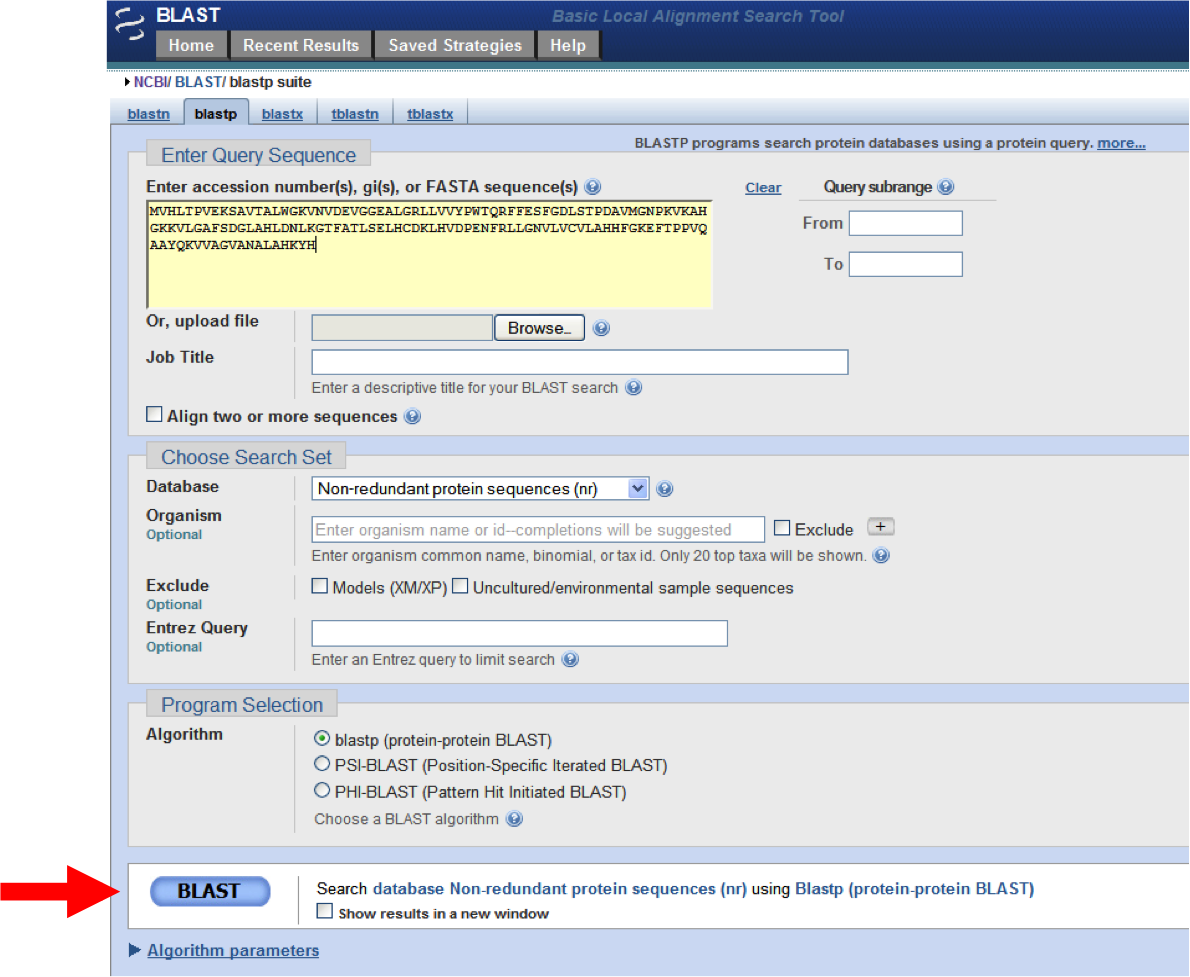 BLAST
Basic Local Alignment Search Tool
Home Recent Results Saved Strategies Help
NCBI/ BLAST/ blastp suite
blastn blastp blastx tblastn tblastx
BLASTP programs search protein databases using a protein query. more...
Enter Query Sequence
Enter accession number(s), gi(s), or FASTA sequence(s) Clear Query subrange
MVHLTPVEKSAVTALWGKVNVDEVGGEALGRLLVVYPWTQRFFESFGDLSTPDAVMGNPKVKAH
GKKVLGAFSDGLAHLDNLKGTFATLSELHCDKLHVDPENFRLLGNVLVCVLAHHFGKEFTPPVQ
AAYQKVVAGVANALAHKYH
From
To
Or, upload file Browse...
Job Title
Enter a descriptive title for your BLAST search
Align two or more sequences
Choose Search Set
Database Non-redundant protein sequences (nr)
Organism
Optional
Enter organism name or id--completions will be suggested Exclude +
Enter organism common name, binomial, or tax id. Only 20 top taxa will be shown.
Exclude
Optional
Models (XM/XP) Uncultured/environmental sample sequences
Entrez Query
Optional
Enter an Entrez query to limit search
Program Selection
Algorithm
blastp (protein-protein BLAST)
PSI-BLAST (Position-Specific Iterated BLAST)
PHI-BLAST (Pattern Hit Initiated BLAST)
Choose a BLAST algorithm
BLAST Search database Non-redundant protein sequences (nr) using Blastp (protein-protein BLAST)
Show results in a new window
Algorithm parameters